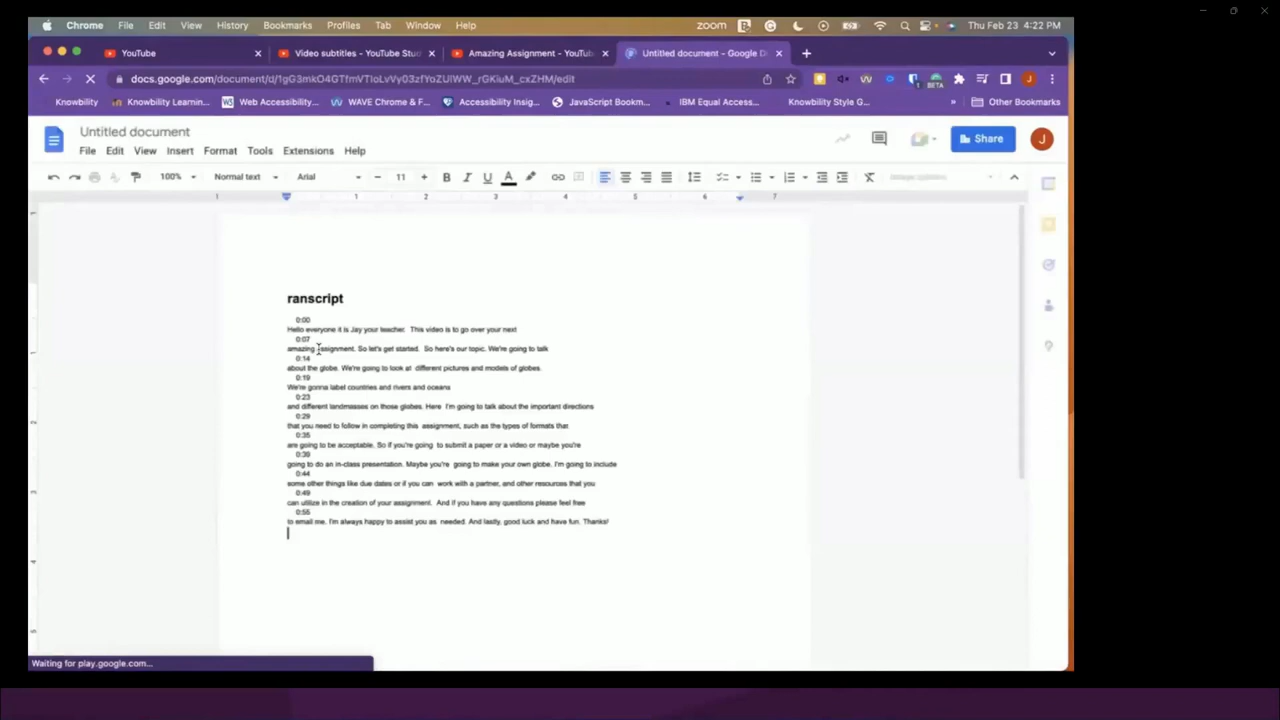 Chrome File Edit View History Bookmarks Profiles Tab Window Help zoom Thu Feb 23 4:22 PM
YouTube Video subtitles - YouTube Stu Amazing Assignment - YouTub Untitled document - Google D
docs.google.com/document/d/
/edit
BETA
Knowbility Knowbility Learnin... Web Accessibility... WAVE Chrome & F... Accessibility Insig... JavaScript Bookm... IBM Equal Access... Knowbility Style G... » Other Bookmarks
Untitled document
File Edit View Insert Format Tools Extensions Help
Share J
100% Normal text Arial − 11 + B I U A
1 1 2 3 4 5 6 7
ranscript
0:00
Hello everyone it is Jay your teacher. This video is to go over your next
0:07
amazing assignment. So let's get started. So here's our topic. We're going to talk
0:14
about the globe. We're going to look at different pictures and models of globes.
0:19
We're gonna label countries and rivers and oceans
0:23
and different landmasses on those globes. Here I'm going to talk about the important directions
0:29
that you need to follow in completing this assignment, such as the types of formats that
0:35
are going to be acceptable. So if you're going to submit a paper or a video or maybe you're
0:39
going to do an in-class presentation. Maybe you're going to make your own globe. I'm going to include
0:44
some other things like due dates or if you can work with a partner, and other resources that you
0:49
can utilize in the creation of your assignment. And if you have any questions please feel free
0:55
to email me. I'm always happy to assist you as needed. And lastly, good luck and have fun. Thanks!
Waiting for play.google.com...